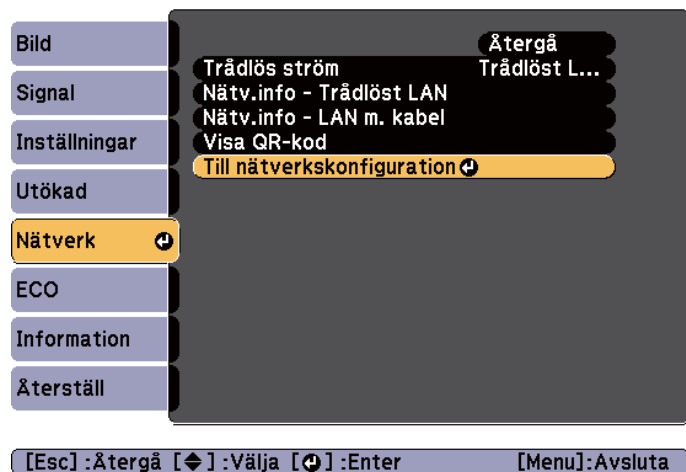 Bild
Signal
Inställningar
Utökad
Nätverk
ECO
Information
Återställ
Återgå
Trådlös ström Trådlöst L...
Nätv.info - Trådlöst LAN
Nätv.info - LAN m. kabel
Visa QR-kod
Till nätverkskonfiguration
[Esc] :Återgå [ ] :Välja [ ] :Enter [Menu]:Avsluta